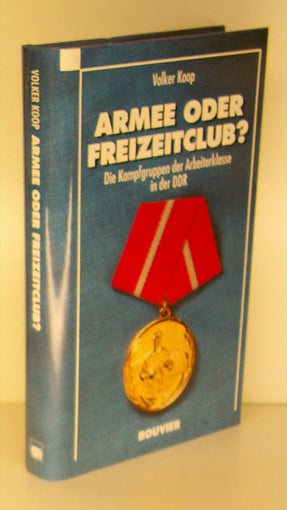 Volker Koop
ARMEE ODER
FREIZEITCLUB?
Die Kampfgruppen der Arbeiterklasse
in der DDR
BOUVIER
VOLKER KOOP ARMEE ODER FREIZEITCLUB?